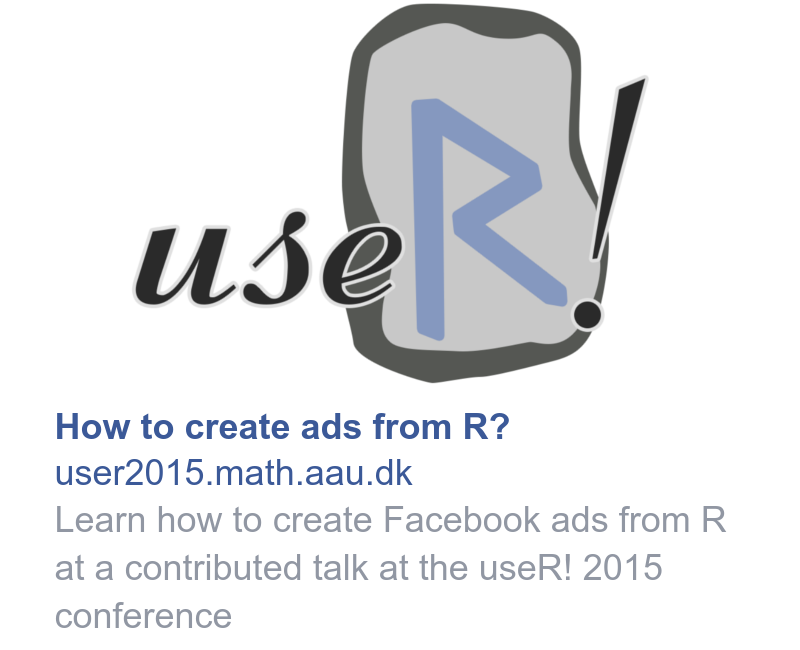 useR!
How to create ads from R?
user2015.math.aau.dk
Learn how to create Facebook ads from R
at a contributed talk at the useR! 2015
conference